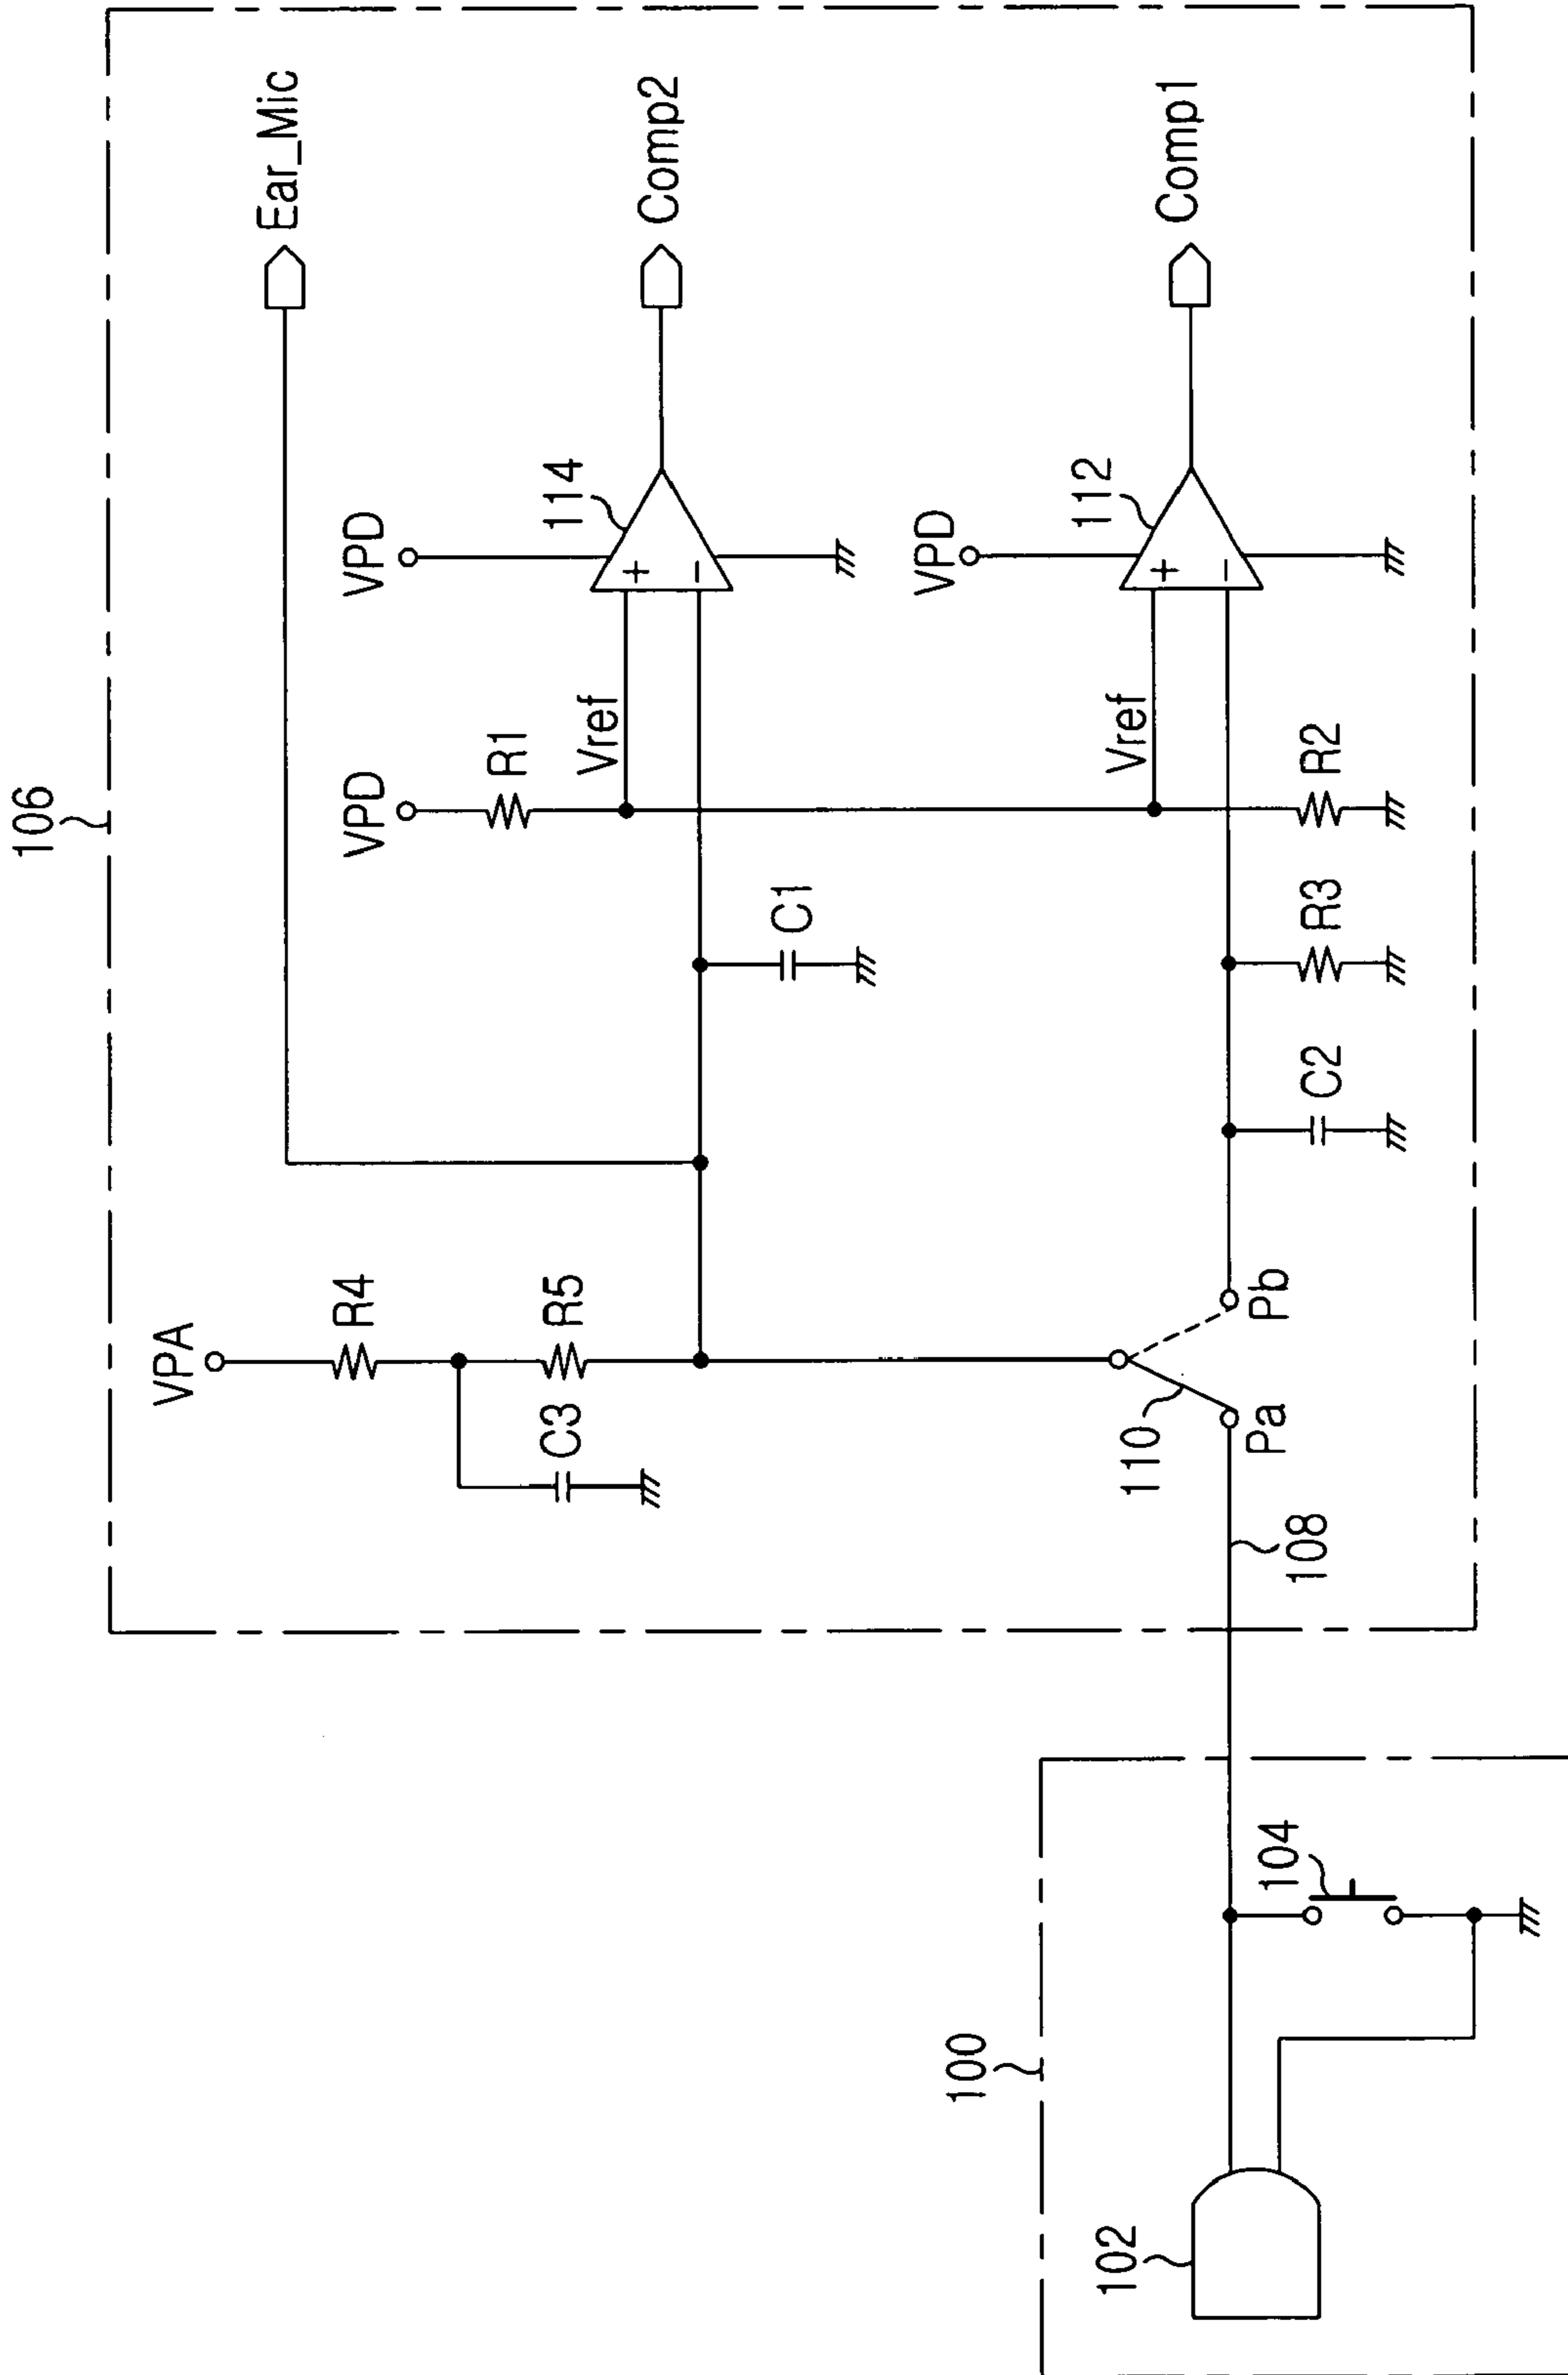 106
Ear_Mic
Comp2
Comp1
VPD
114
+
−
VPD
112
+
−
VPD
R1
Vref
Vref
R2
C1
R3
C2
VPA
R4
R5
C3
Pb
Pa
110
108
100
104
102